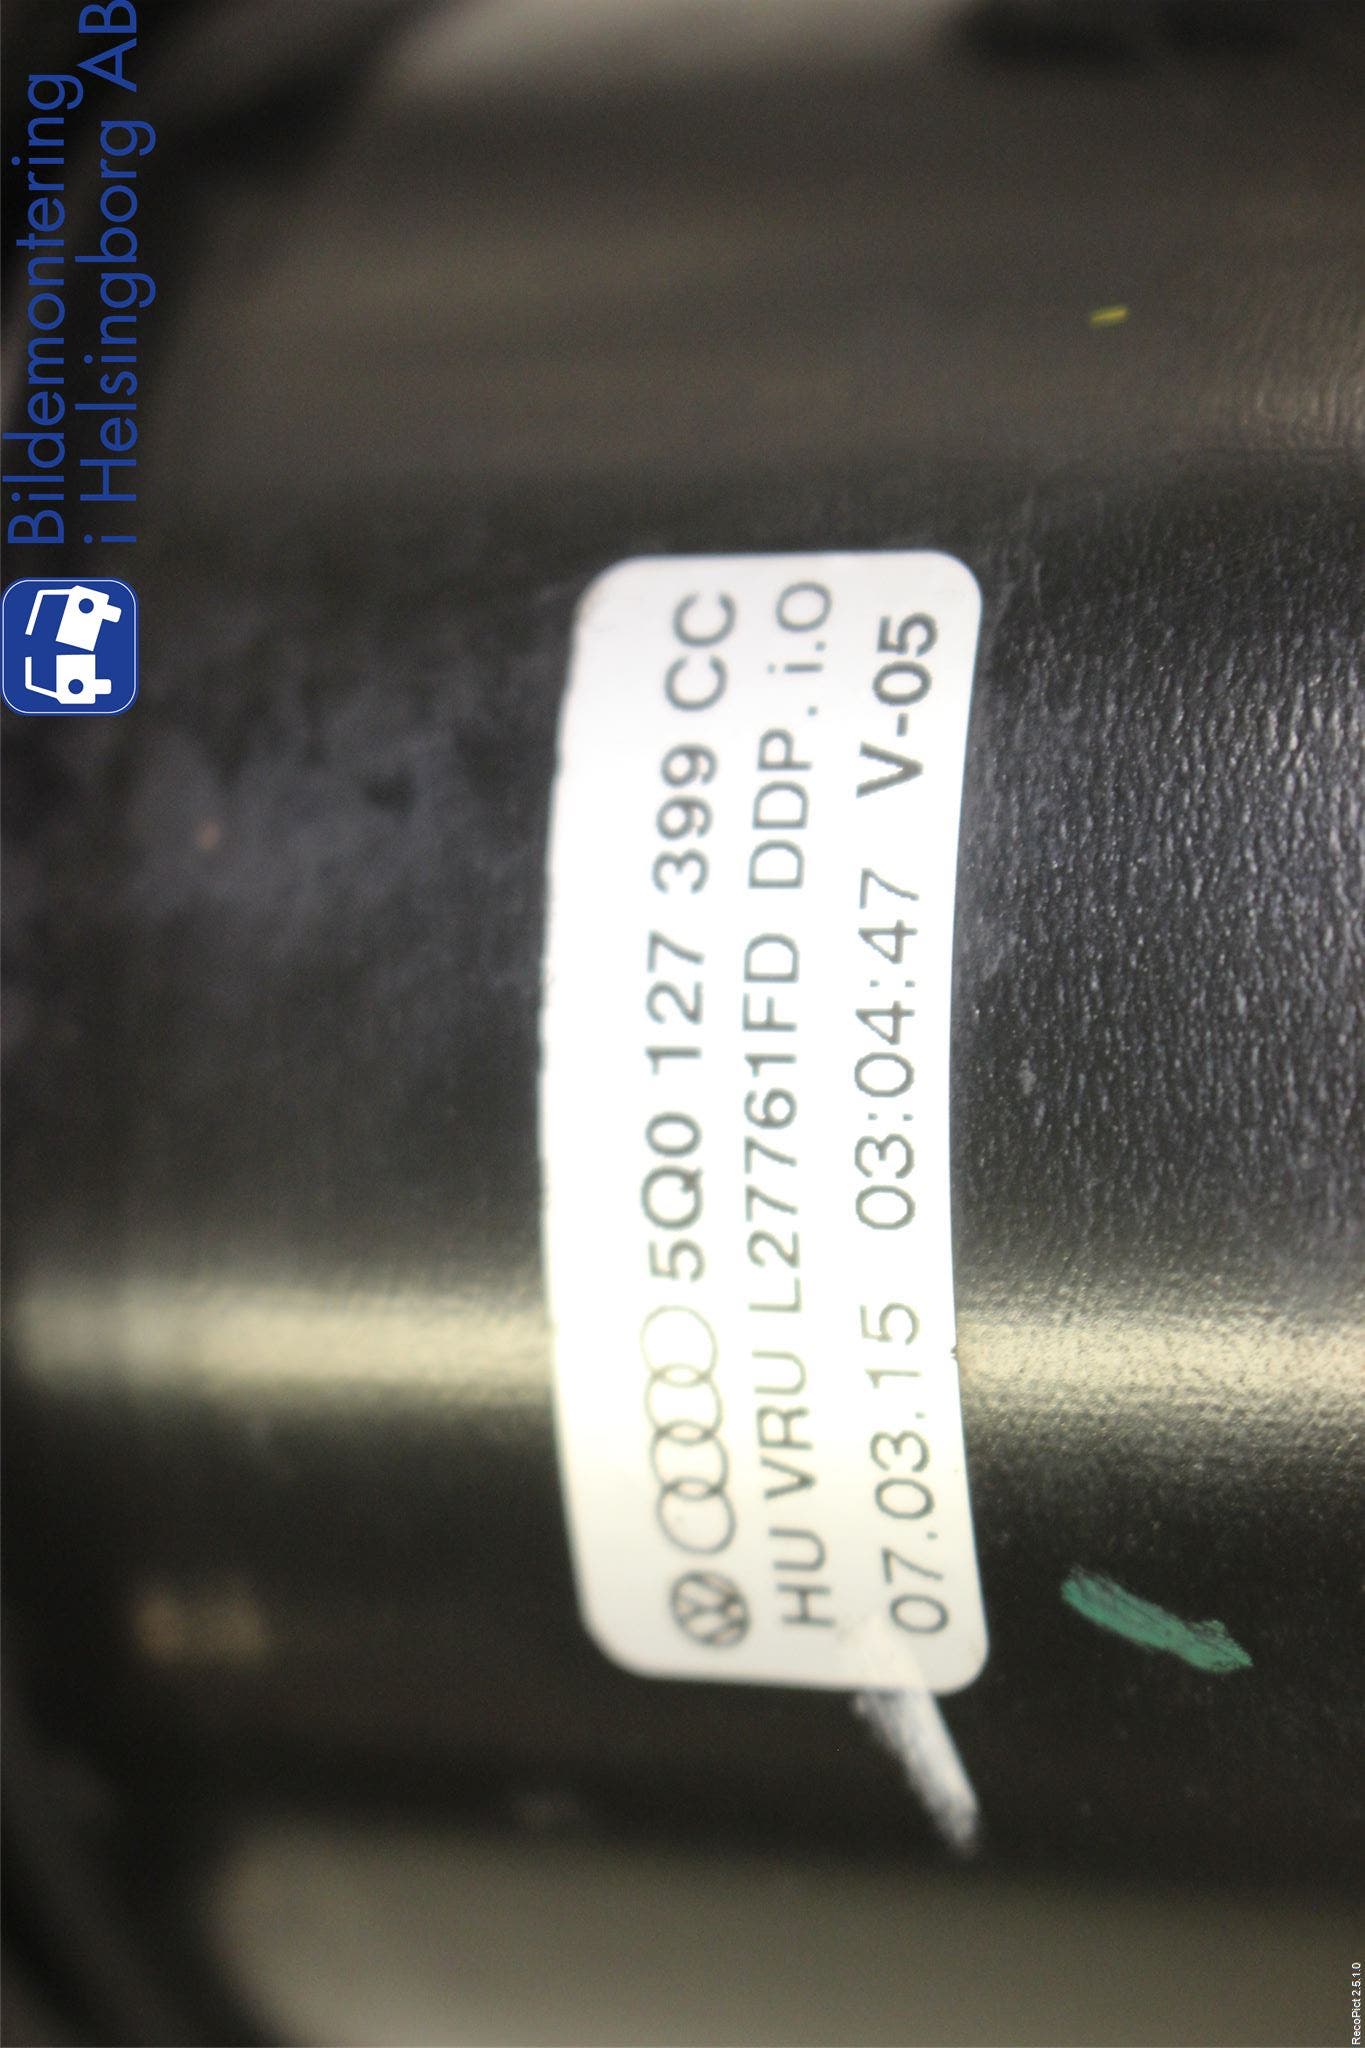 Bildemontering
i Helsingborg AB
5Q0 127 399 CC
HU VRU L27761FD DDP. i.O
07.03.15 03:04:47 V-05
RecoPict 2.5.1.0